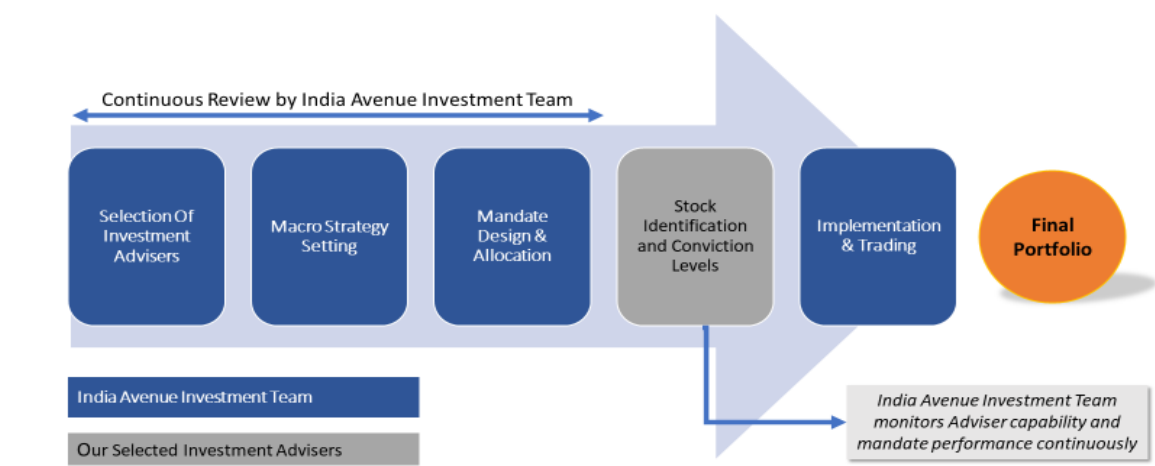 Continuous Review by India Avenue Investment Team
Selection Of
Investment
Advisers
Macro Strategy
Setting
Mandate
Design &
Allocation
Stock
Identification
and Conviction
Levels
Implementation
& Trading
Final
Portfolio
India Avenue Investment Team
Our Selected Investment Advisers
India Avenue Investment Team
monitors Adviser capability and
mandate performance continuously